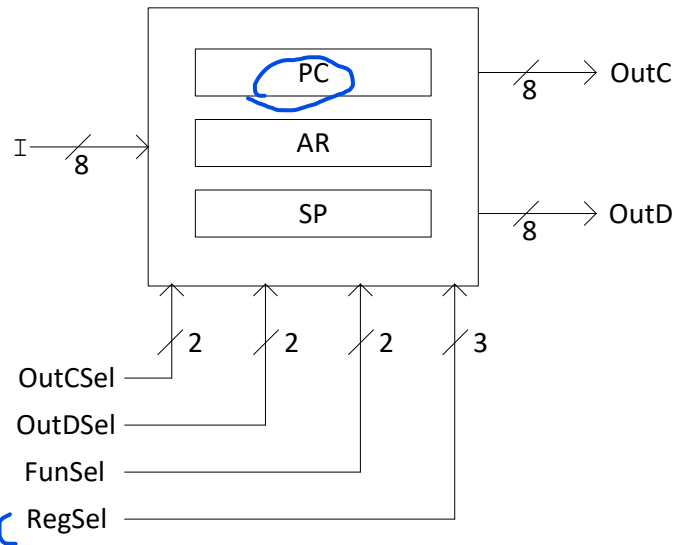 PC
OutC
8
AR
I
8
SP
OutD
8
2
2
2
3
OutCSel
OutDSel
FunSel
RegSel